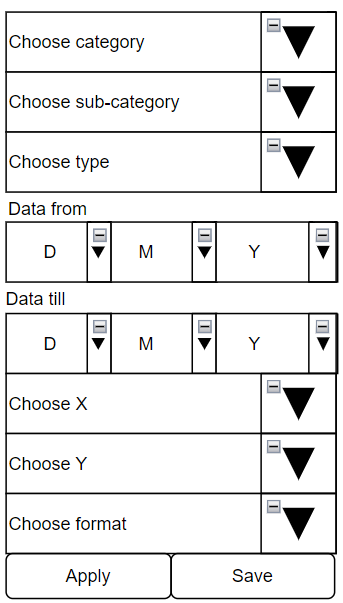 Choose category
Choose sub-category
Choose type
Data from
D M Y
Data till
D M Y
Choose X
Choose Y
Choose format
Apply Save